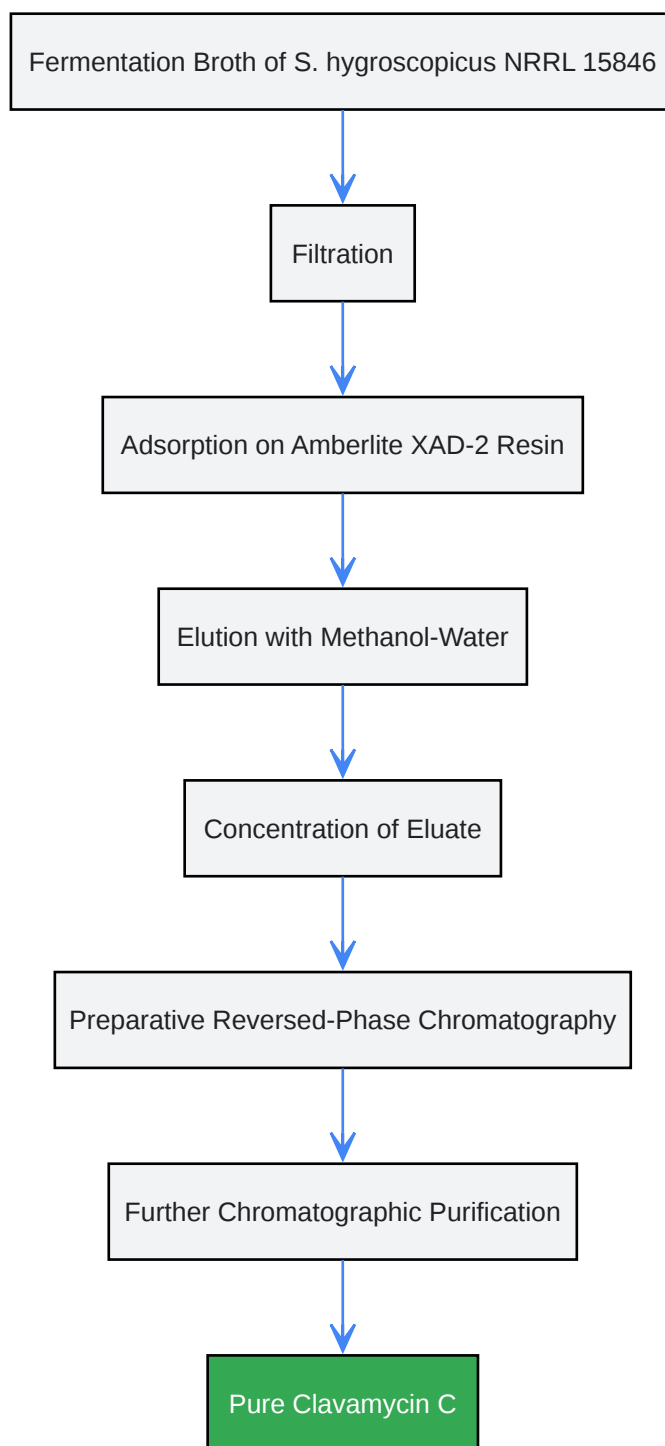 Fermentation Broth of S. hygroscopicus NRRL 15846
Filtration
Adsorption on Amberlite XAD-2 Resin
Elution with Methanol-Water
Concentration of Eluate
Preparative Reversed-Phase Chromatography
Further Chromatographic Purification
Pure Clavamycin C